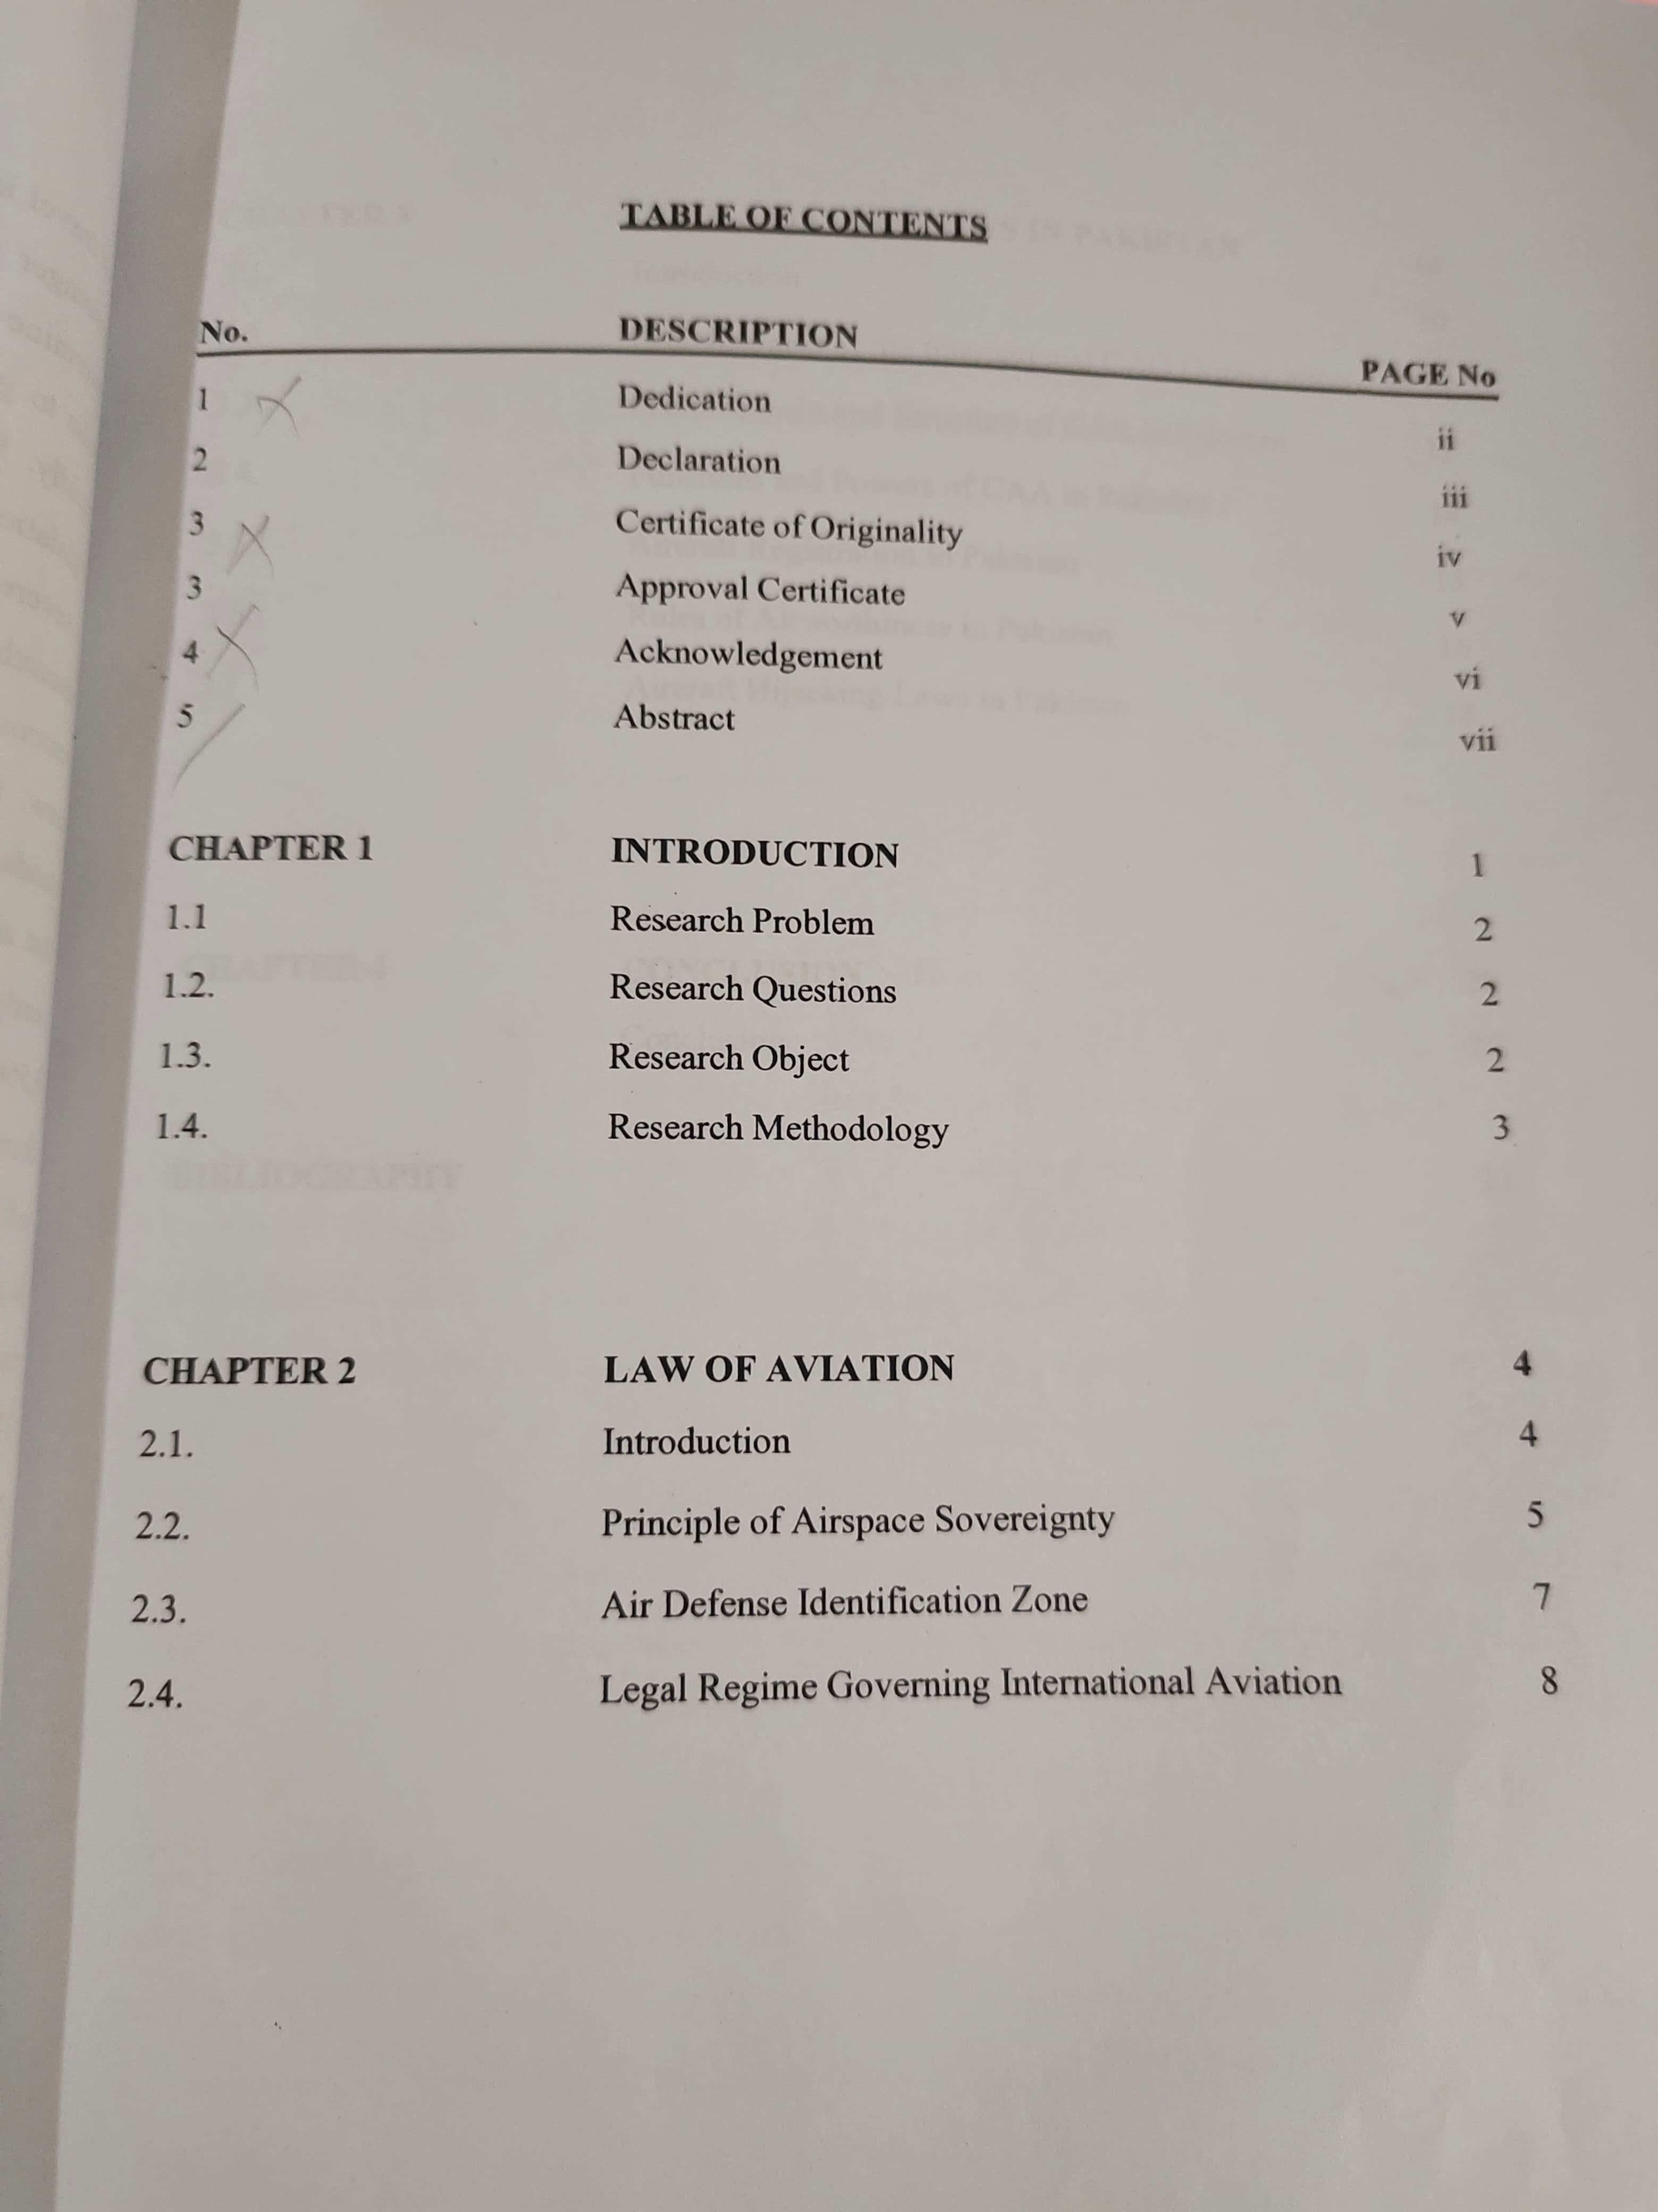 TABLE OF CONTENTS
No. DESCRIPTION PAGE No
1 Dedication ii
2 Declaration iii
3 Certificate of Originality iv
3 Approval Certificate v
4 Acknowledgement vi
5 Abstract vii
CHAPTER 1 INTRODUCTION 1
1.1 Research Problem 2
1.2. Research Questions 2
1.3. Research Object 2
1.4. Research Methodology 3
CHAPTER 2 LAW OF AVIATION 4
2.1. Introduction 4
2.2. Principle of Airspace Sovereignty 5
2.3. Air Defense Identification Zone 7
2.4. Legal Regime Governing International Aviation 8